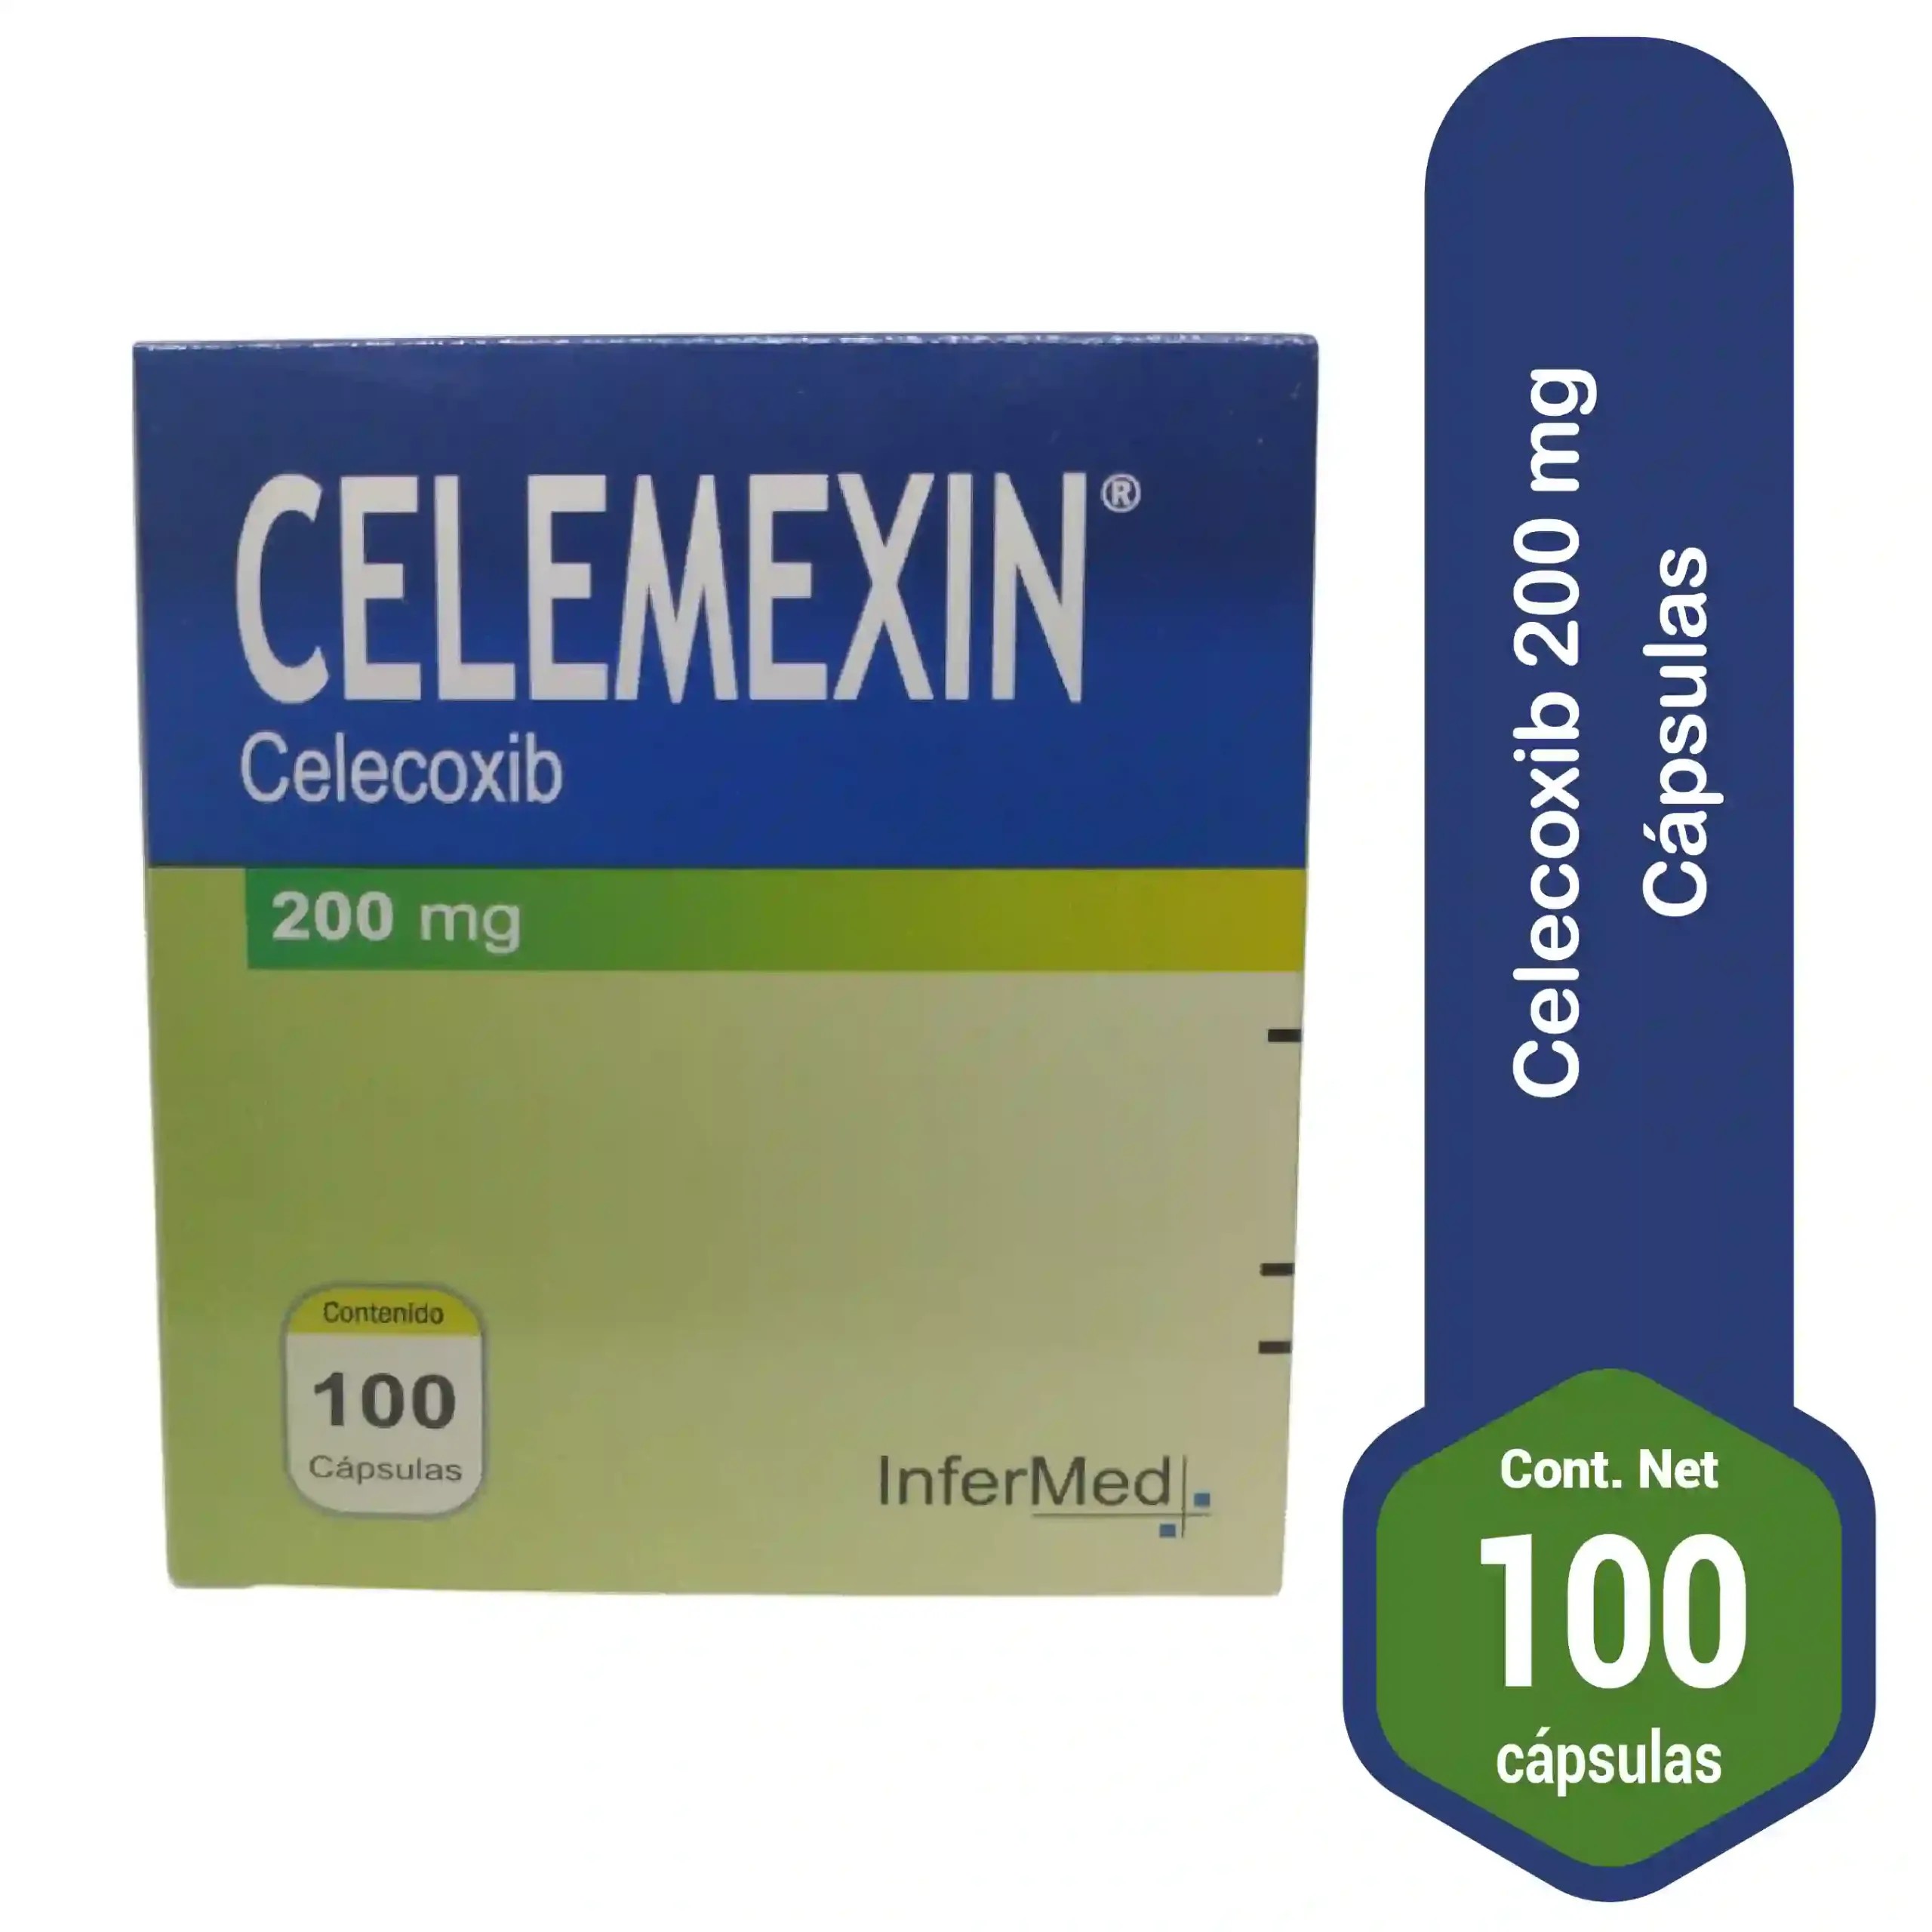 CELEMEXIN®
Celecoxib
200 mg
Contenido
100
Cápsulas
InferMed
Celecoxib 200 mg
Cápsulas
Cont. Net
100
cápsulas